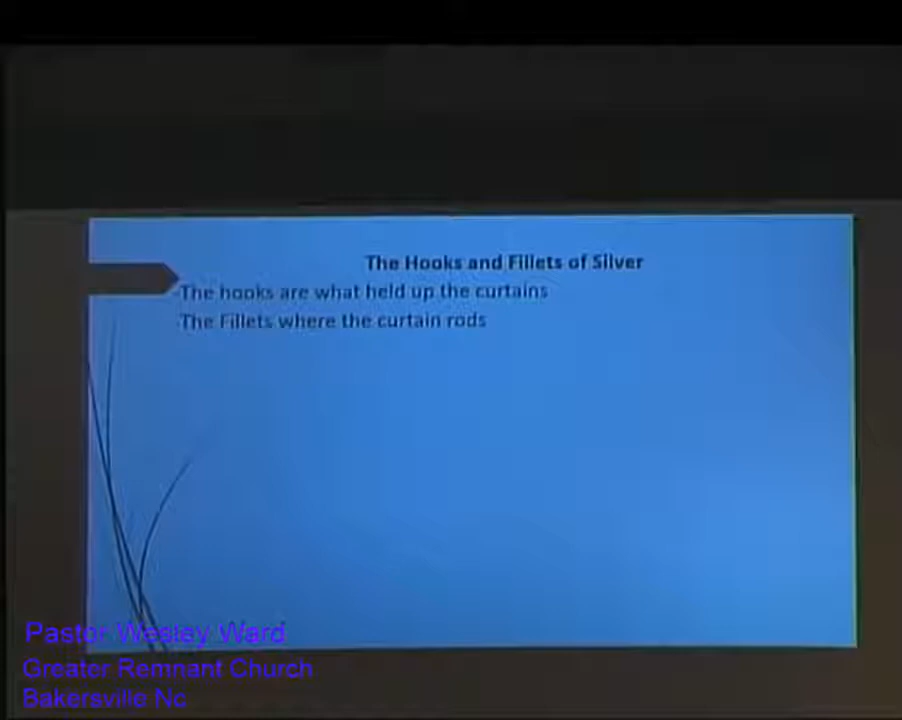 The Hooks and Fillets of Silver
-The hooks are what held up the curtains
-The Fillets where the curtain rods
Pastor Wesley Ward
Greater Remnant Church
Bakersville Nc